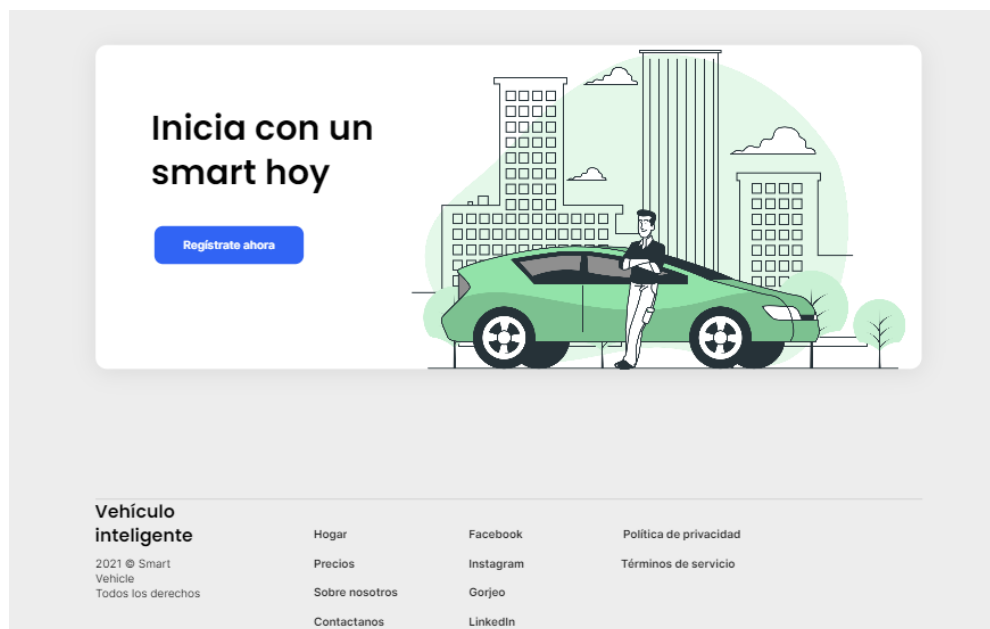 Inicia con un
smart hoy
Regístrate ahora
Vehículo
inteligente
2021 © Smart
Vehicle
Todos los derechos
Hogar
Precios
Sobre nosotros
Contactanos
Facebook
Instagram
Gorjeo
LinkedIn
Política de privacidad
Términos de servicio